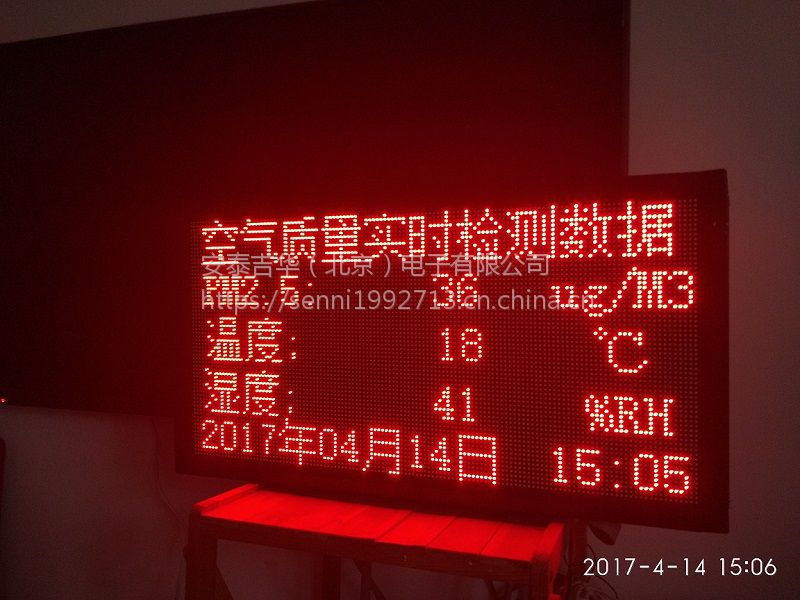 空气质量实时检测数据
安泰吉华（北京）电子有限公司
PM2.5: 36 ug/M3
https://senni1992713.cn.china.cn
温度: 18 ℃
湿度: 41 %RH
2017年04月14日 15:05
2017-4-14 15:06